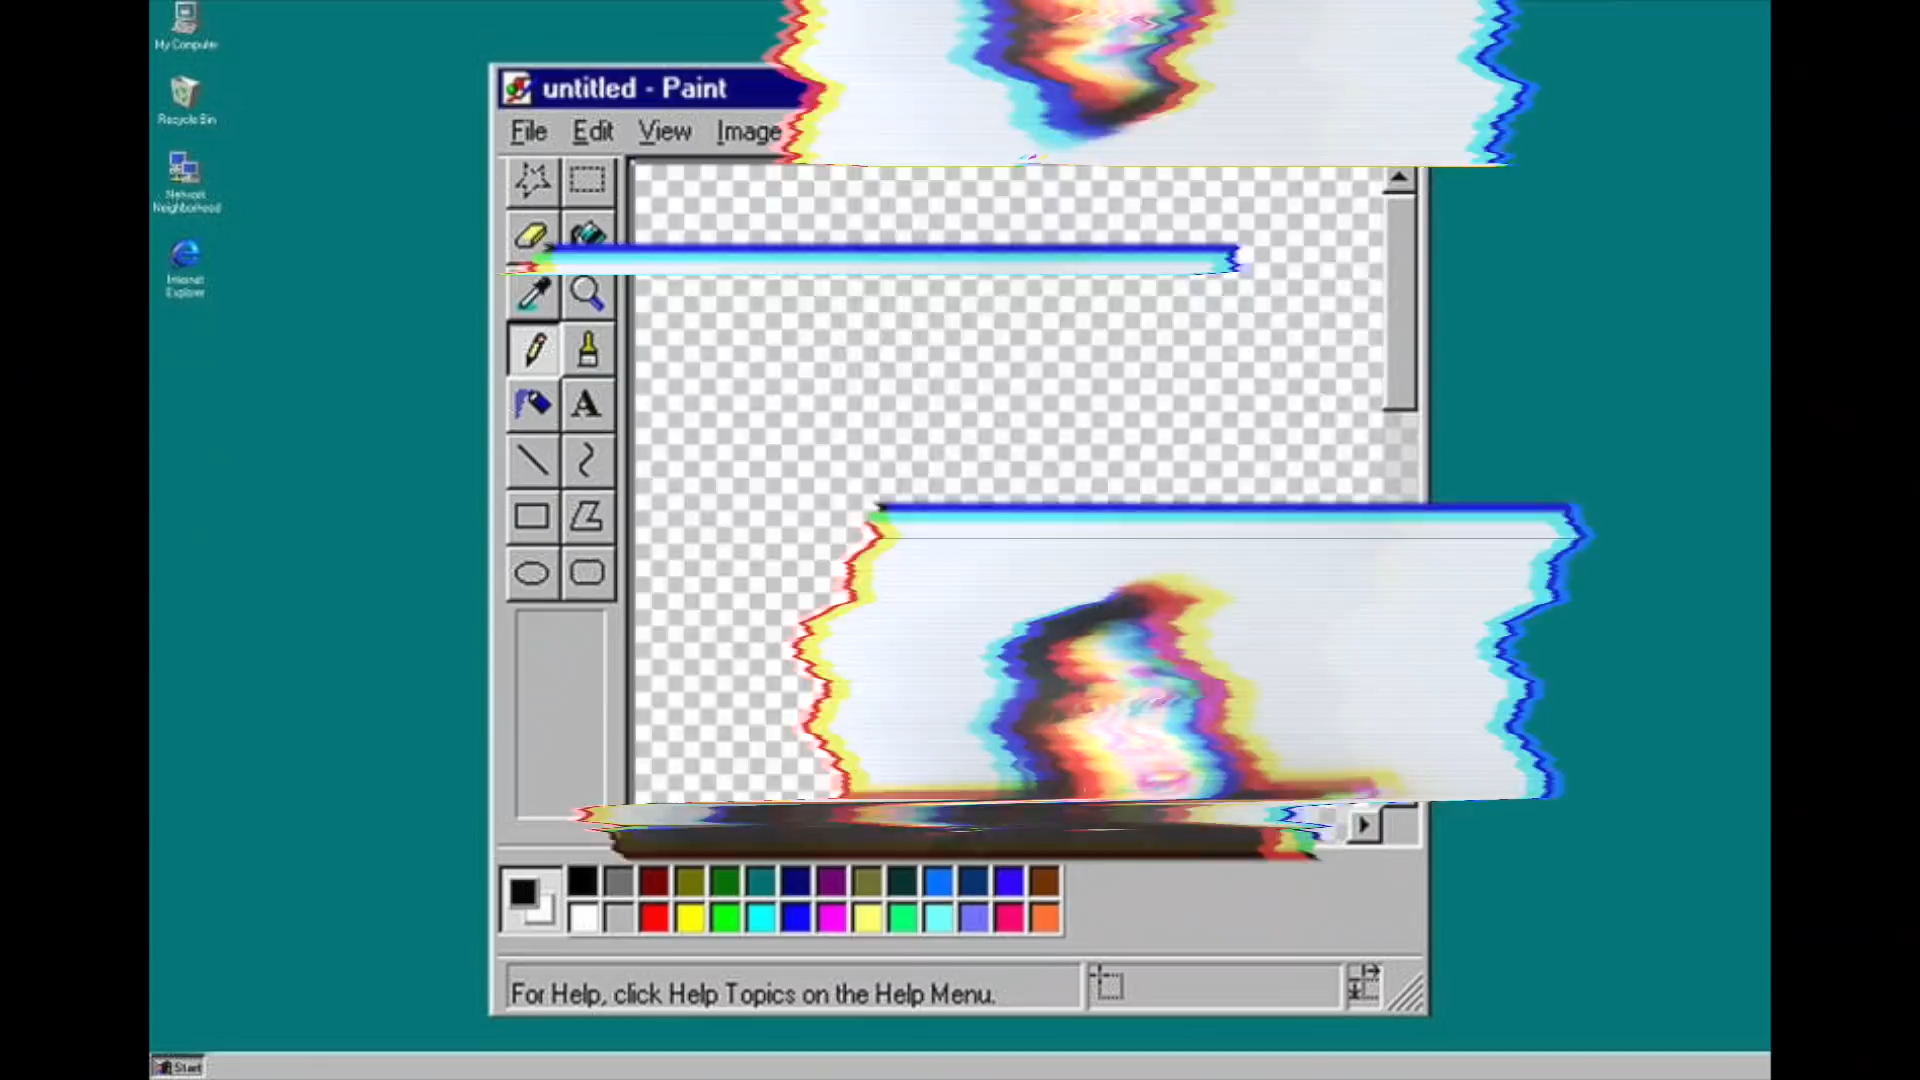 My Computer
Recycle Bin
Network
Neighborhood
Internet
Explorer
untitled - Paint
File Edit View Image
A
For Help, click Help Topics on the Help Menu.
Start